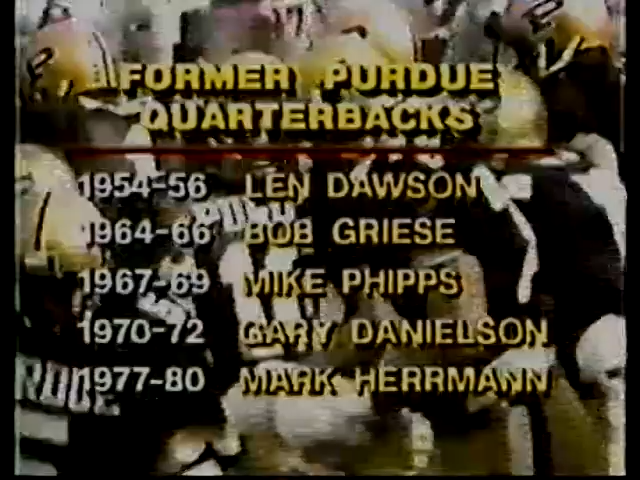 FORMER PURDUE
QUARTERBACKS
1954-56 LEN DAWSON
1964-66 BOB GRIESE
1967-69 MIKE PHIPPS
1970-72 GARY DANIELSON
1977-80 MARK HERRMANN